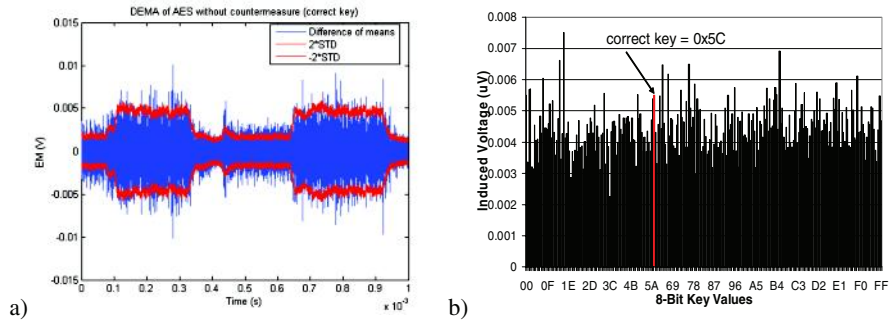 DEMA of AES without countermeasure (correct key)
0.015
0.01
0.005
0
-0.005
-0.01
-0.015
EM (V)
Difference of means
2*STD
-2*STD
0 0.1 0.2 0.3 0.4 0.5 0.6 0.7 0.8 0.9 1
Time (s)
x 10⁻³
a)
0.008
0.007
0.006
0.005
0.004
0.003
0.002
0.001
0
Induced Voltage (uV)
correct key = 0x5C
00 0F 1E 2D 3C 4B 5A 69 78 87 96 A5 B4 C3 D2 E1 F0 FF
8-Bit Key Values
b)